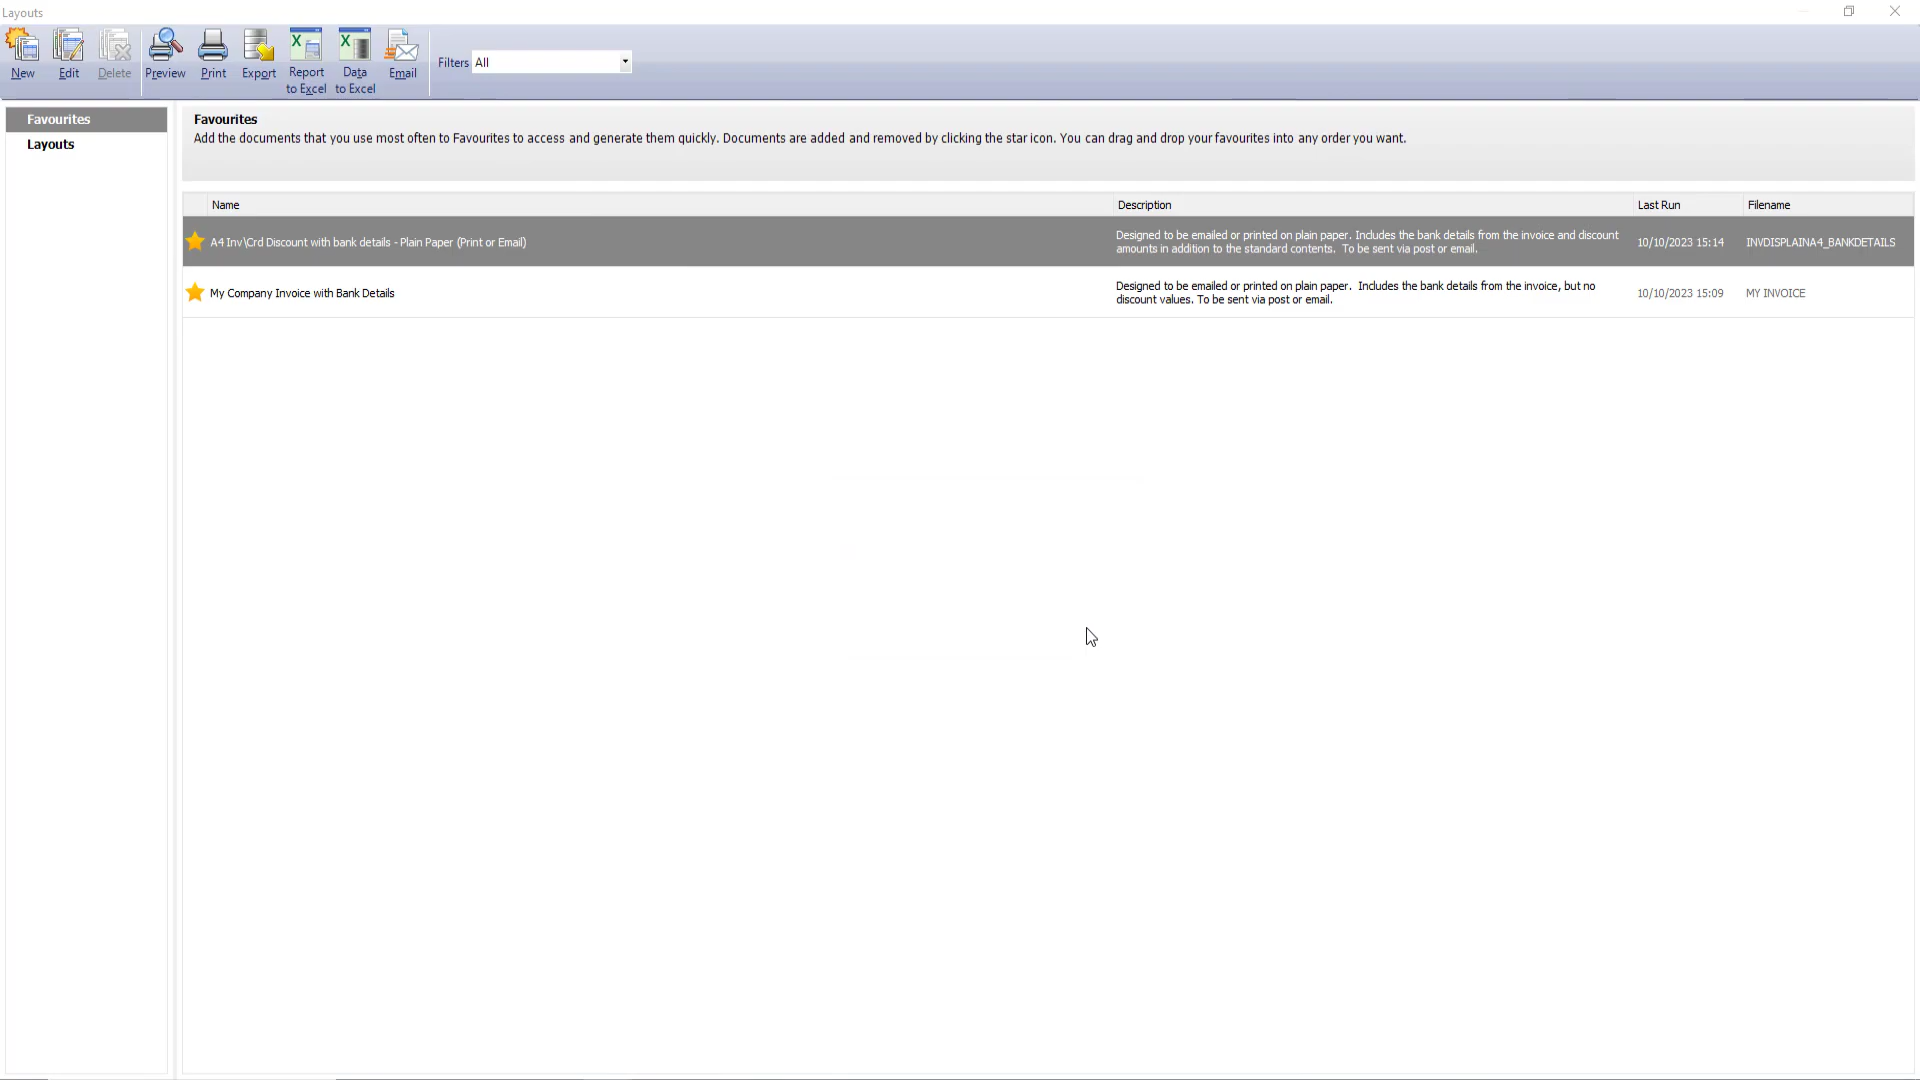 Layouts
New
Edit
Delete
Preview
Print
Export
Report
to Excel
Data
to Excel
Email
Filters All
Favourites
Layouts
Favourites
Add the documents that you use most often to Favourites to access and generate them quickly. Documents are added and removed by clicking the star icon. You can drag and drop your favourites into any order you want.
Name Description Last Run Filename
A4 Inv\Crd Discount with bank details - Plain Paper (Print or Email)
Designed to be emailed or printed on plain paper. Includes the bank details from the invoice and discount
amounts in addition to the standard contents.  To be sent via post or email.
10/10/2023 15:14
INVDISPLAINA4_BANKDETAILS
My Company Invoice with Bank Details
Designed to be emailed or printed on plain paper.  Includes the bank details from the invoice, but no
discount values. To be sent via post or email.
10/10/2023 15:09
MY INVOICE